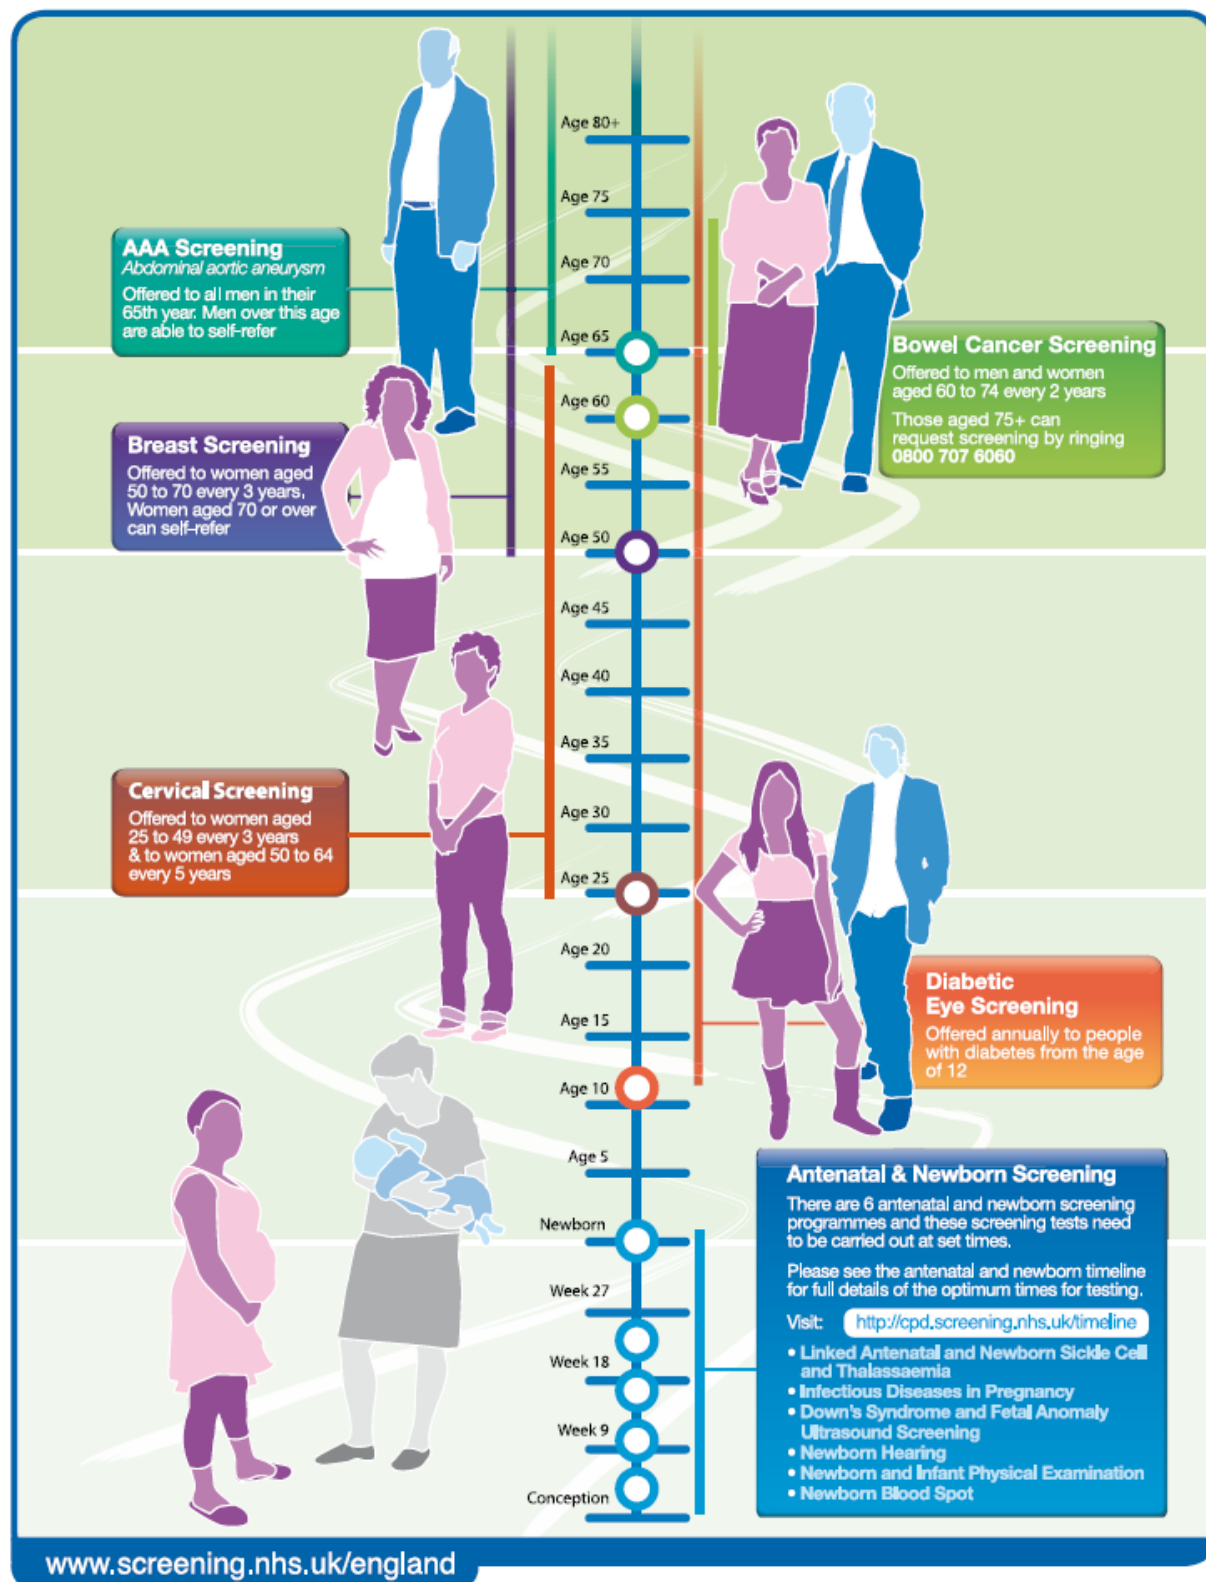 Age 80+
Age 75
Age 70
Age 65
Age 60
Age 55
Age 50
Age 45
Age 40
Age 35
Age 30
Age 25
Age 20
Age 15
Age 10
Age 5
Newborn
Week 27
Week 18
Week 9
Conception
AAA Screening
Abdominal aortic aneurysm
Offered to all men in their
65th year. Men over this age
are able to self-refer
Breast Screening
Offered to women aged
50 to 70 every 3 years.
Women aged 70 or over
can self-refer
Cervical Screening
Offered to women aged
25 to 49 every 3 years
& to women aged 50 to 64
every 5 years
Bowel Cancer Screening
Offered to men and women
aged 60 to 74 every 2 years
Those aged 75+ can
request screening by ringing
0800 707 6060
Diabetic
Eye Screening
Offered annually to people
with diabetes from the age
of 12
Antenatal & Newborn Screening
There are 6 antenatal and newborn screening
programmes and these screening tests need
to be carried out at set times.
Please see the antenatal and newborn timeline
for full details of the optimum times for testing.
Visit: http://cpd.screening.nhs.uk/timeline
• Linked Antenatal and Newborn Sickle Cell
and Thalassaemia
• Infectious Diseases in Pregnancy
• Down's Syndrome and Fetal Anomaly
Ultrasound Screening
• Newborn Hearing
• Newborn and Infant Physical Examination
• Newborn Blood Spot
www.screening.nhs.uk/england